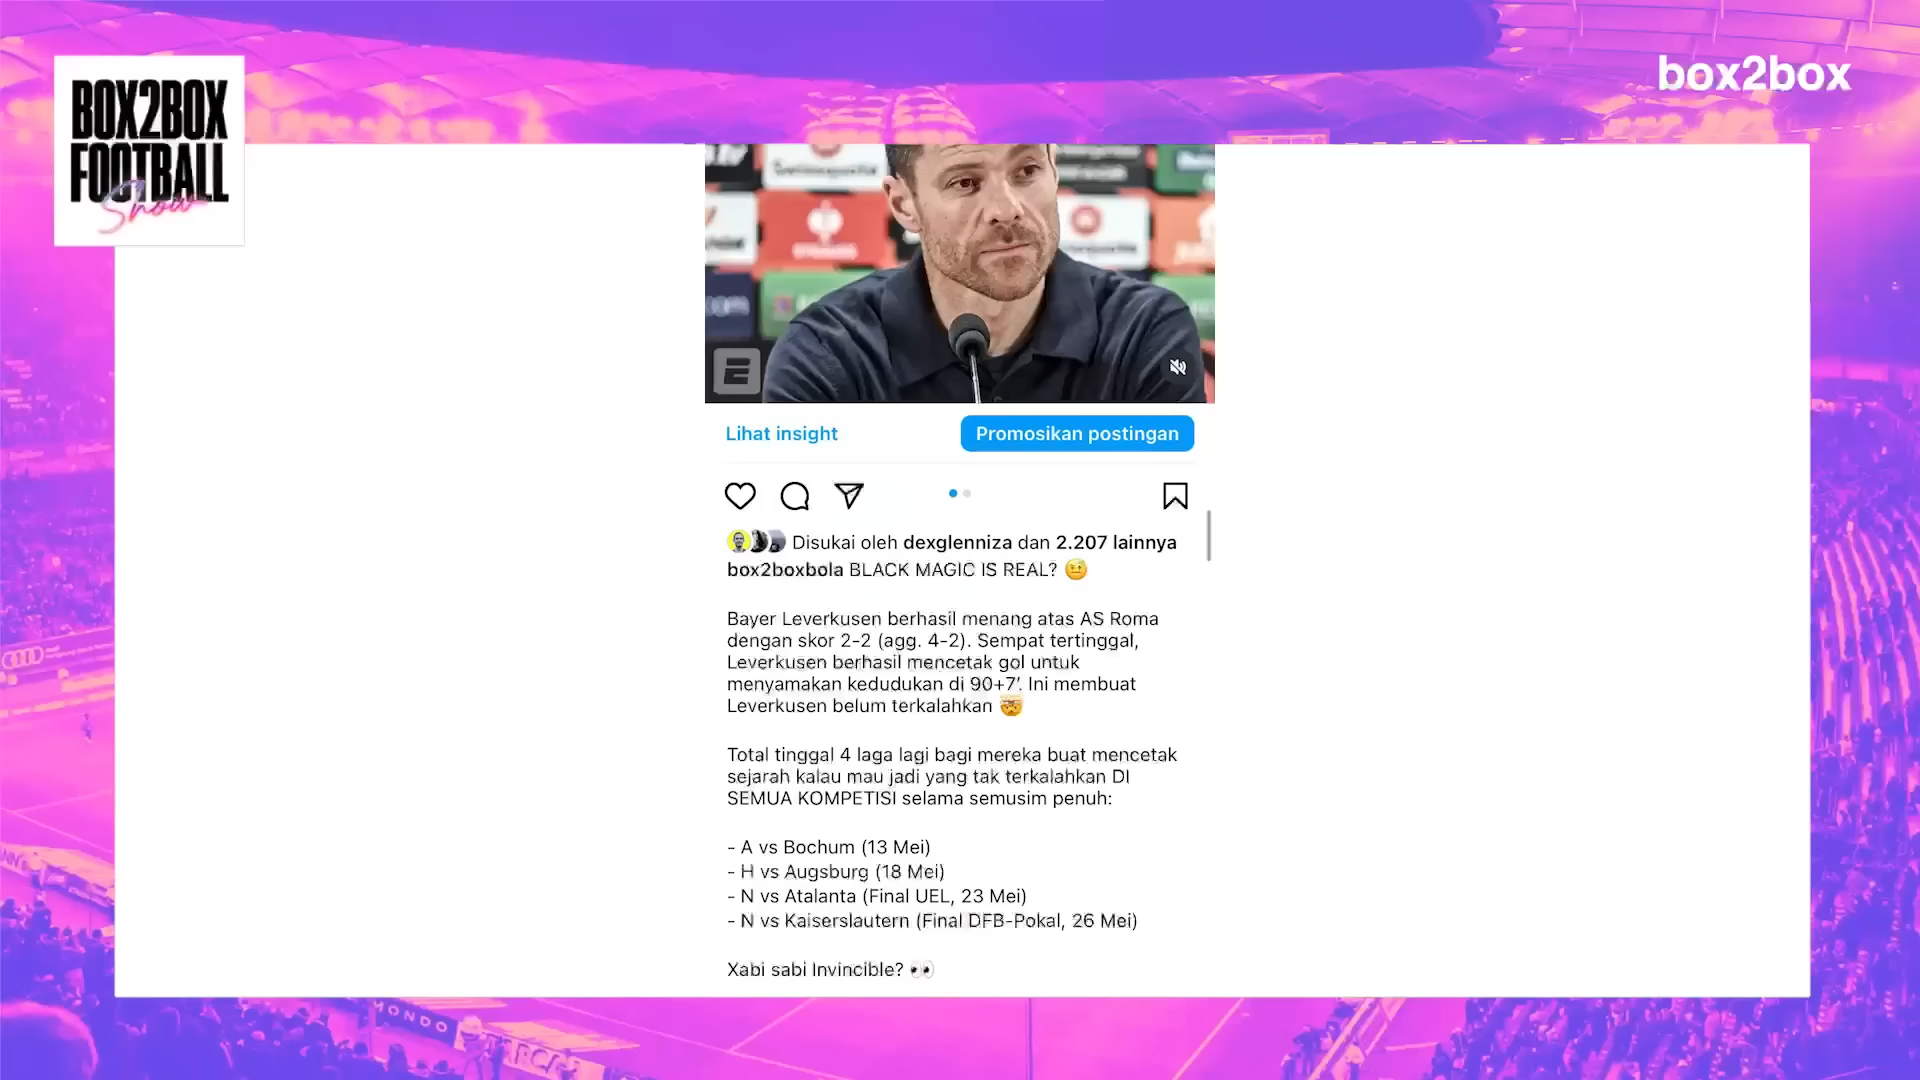 BOX2BOX
FOOTBALL
Show
box2box
Lihat insight
Promosikan postingan
Disukai oleh dexglenniza dan 2.207 lainnya
box2boxbola BLACK MAGIC IS REAL? 🤕
Bayer Leverkusen berhasil menang atas AS Roma
dengan skor 2-2 (agg. 4-2). Sempat tertinggal,
Leverkusen berhasil mencetak gol untuk
menyamakan kedudukan di 90+7’. Ini membuat
Leverkusen belum terkalahkan 🤯
Total tinggal 4 laga lagi bagi mereka buat mencetak
sejarah kalau mau jadi yang tak terkalahkan DI
SEMUA KOMPETISI selama semusim penuh:
- A vs Bochum (13 Mei)
- H vs Augsburg (18 Mei)
- N vs Atalanta (Final UEL, 23 Mei)
- N vs Kaiserslautern (Final DFB-Pokal, 26 Mei)
Xabi sabi Invincible? 👀